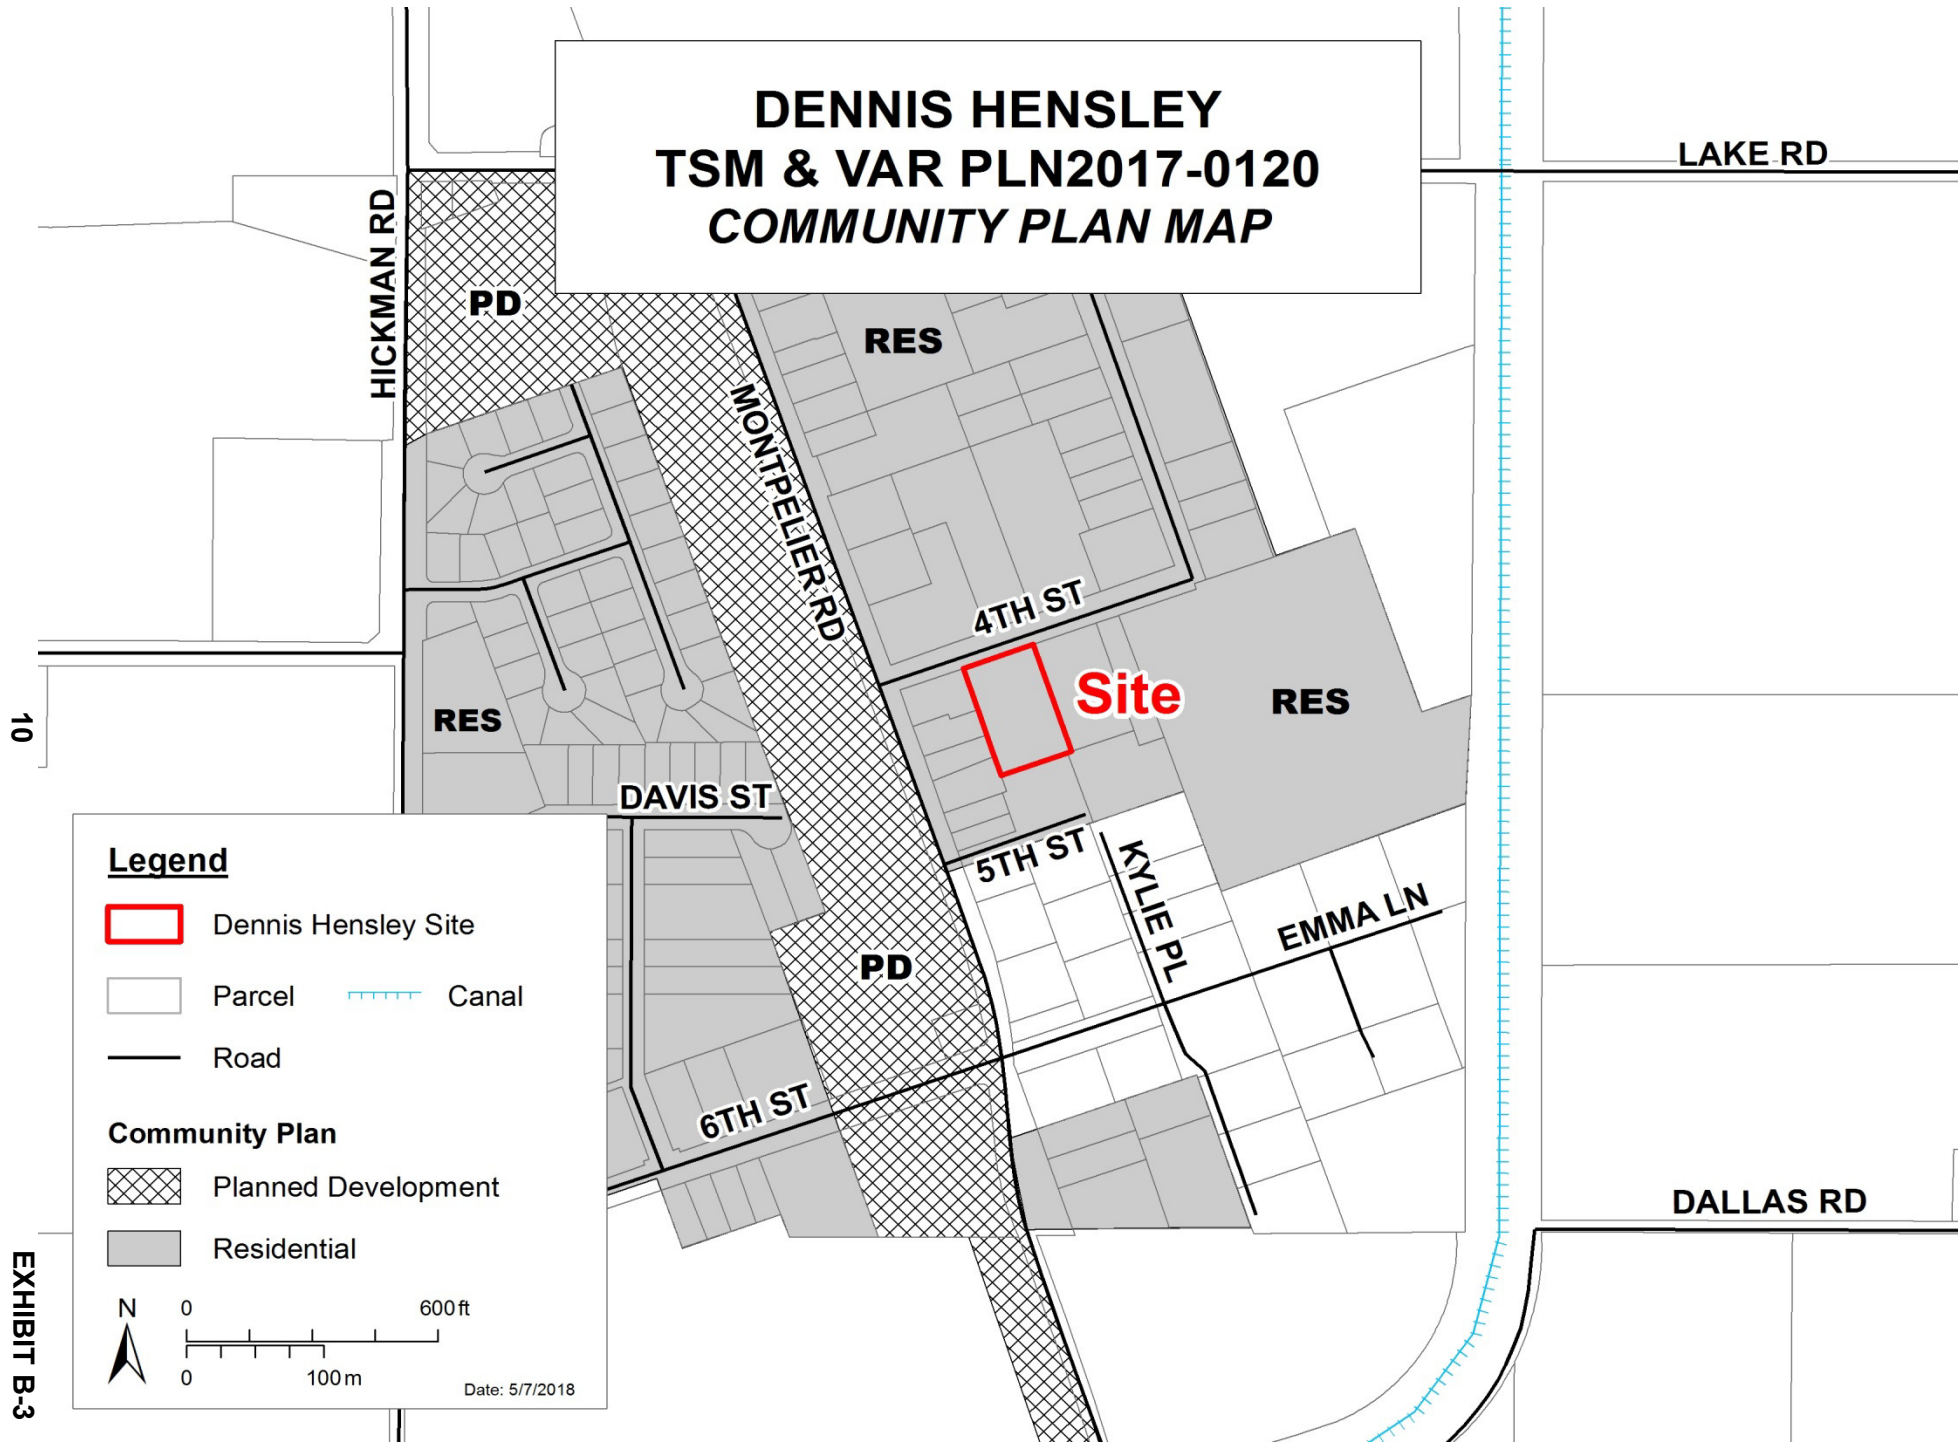 DENNIS HENSLEY
TSM & VAR PLN2017-0120
COMMUNITY PLAN MAP
LAKE RD
HICKMAN RD
PD
RES
MONTPELIER RD
4TH ST
Site
RES
RES
DAVIS ST
5TH ST
KYLIE PL
EMMA LN
PD
6TH ST
DALLAS RD
Legend
Dennis Hensley Site
Parcel
Canal
Road
Community Plan
Planned Development
Residential
N
0 600 ft
0 100 m
Date: 5/7/2018
10
EXHIBIT B-3